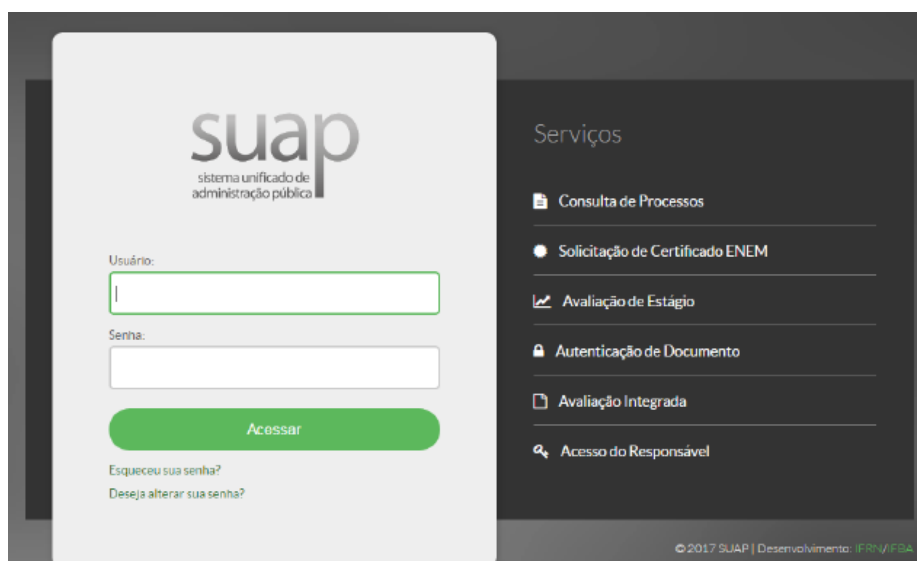 suap
sistema unificado de
administração pública
Usuário:
Senha:
Acessar
Esqueceu sua senha?
Deseja alterar sua senha?
Serviços
Consulta de Processos
Solicitação de Certificado ENEM
Avaliação de Estágio
Autenticação de Documento
Avaliação Integrada
Acesso do Responsável
© 2017 SUAP | Desenvolvimento: IFRN/IFBA